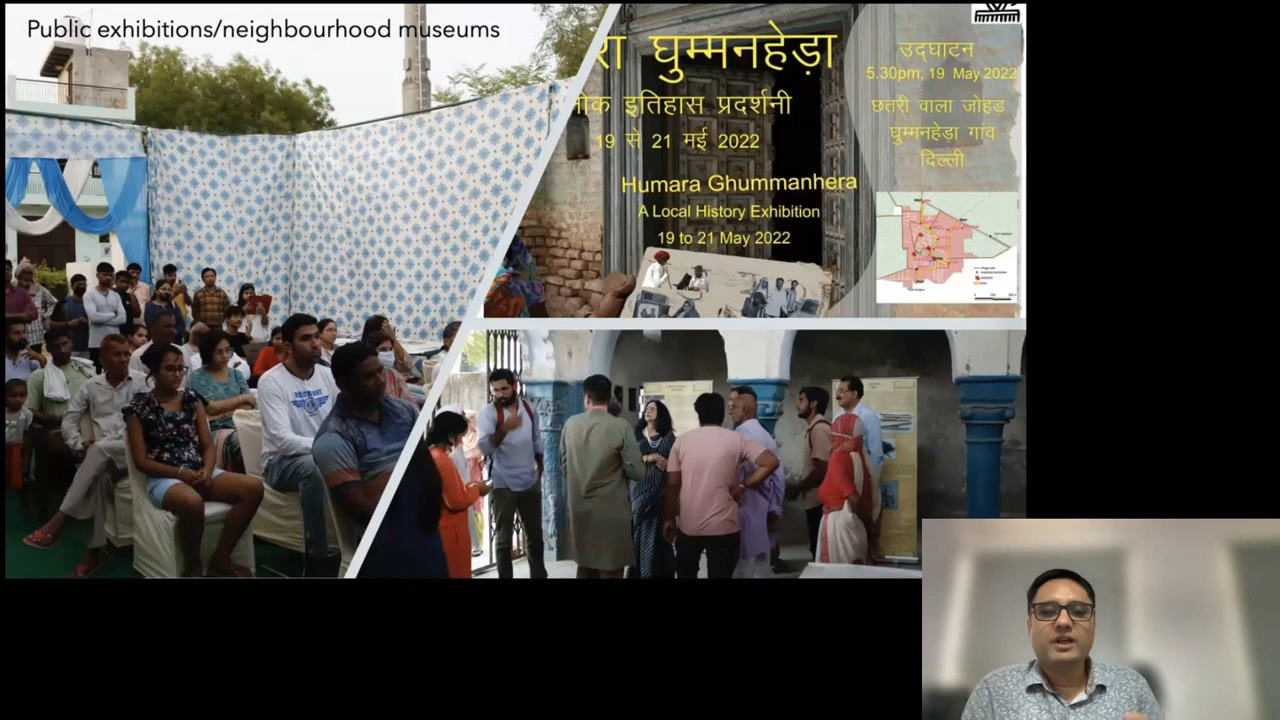 Public exhibitions/neighbourhood museums
रा घुम्मनहेड़ा
लोक इतिहास प्रदर्शनी
19 से 21 मई 2022
Humara Ghummanhera
A Local History Exhibition
19 to 21 May 2022
उद्घाटन
5.30pm, 19 May 2022
छतरी वाला जोहड़
घुम्मनहेड़ा गांव
दिल्ली